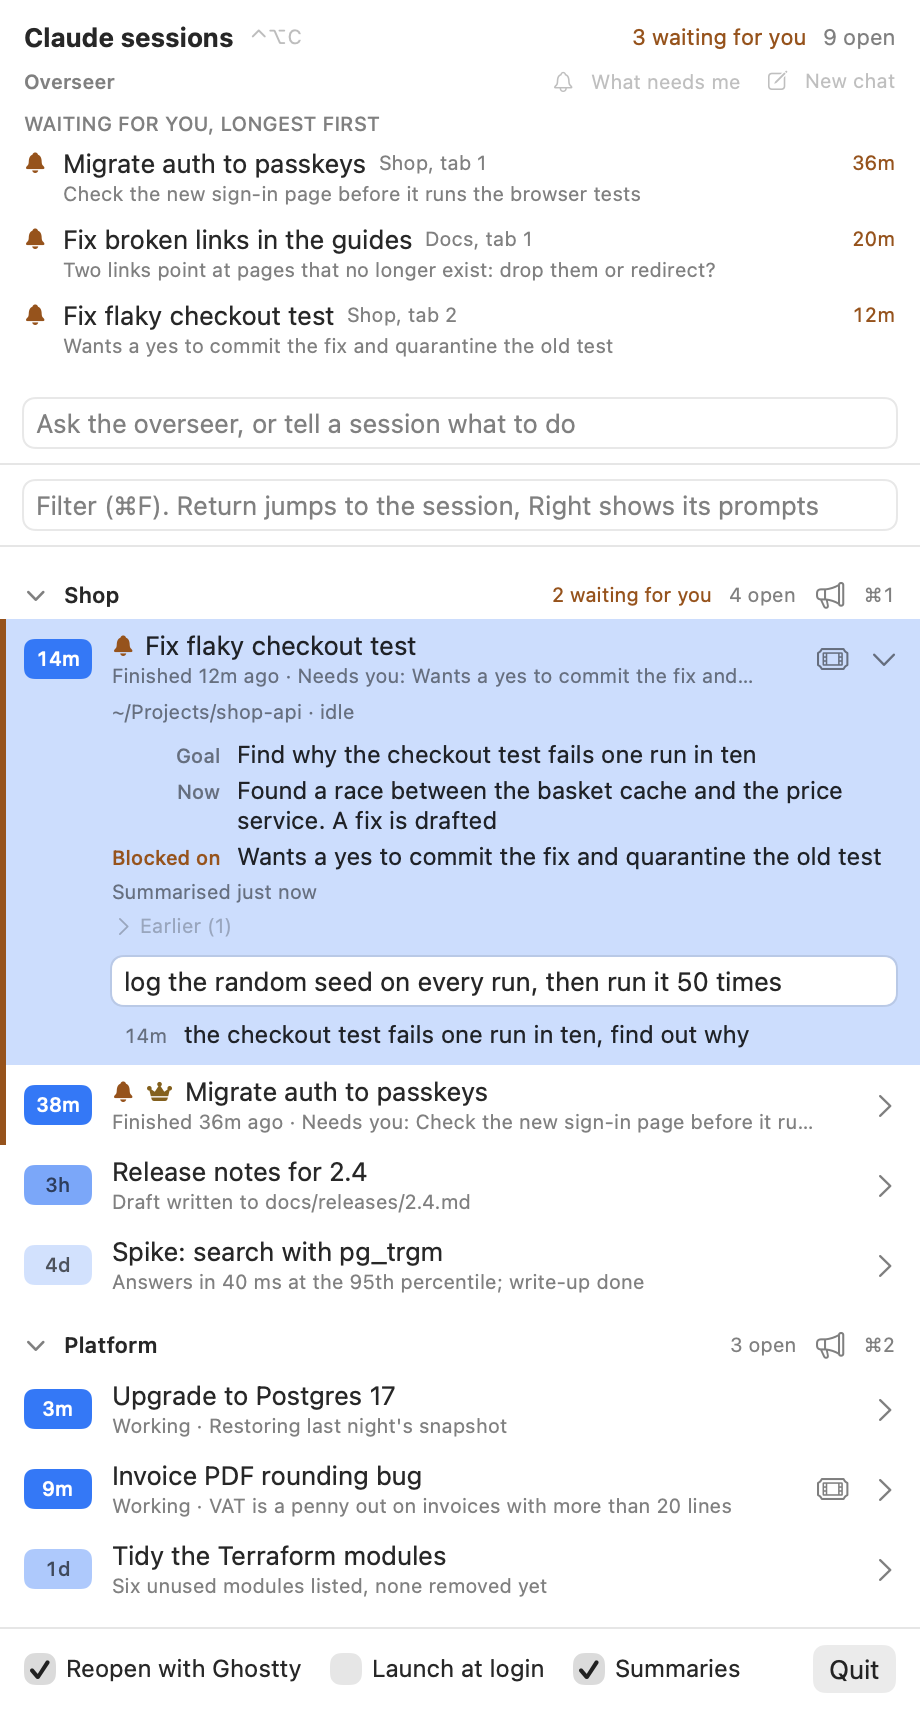 Claude sessions ^⌥C 3 waiting for you 9 open
Overseer What needs me New chat
WAITING FOR YOU, LONGEST FIRST
Migrate auth to passkeys Shop, tab 1 36m
Check the new sign-in page before it runs the browser tests
Fix broken links in the guides Docs, tab 1 20m
Two links point at pages that no longer exist: drop them or redirect?
Fix flaky checkout test Shop, tab 2 12m
Wants a yes to commit the fix and quarantine the old test
Ask the overseer, or tell a session what to do
Filter (⌘F). Return jumps to the session, Right shows its prompts
Shop 2 waiting for you 4 open ⌘1
14m Fix flaky checkout test
Finished 12m ago · Needs you: Wants a yes to commit the fix and...
~/Projects/shop-api · idle
Goal Find why the checkout test fails one run in ten
Now Found a race between the basket cache and the price
service. A fix is drafted
Blocked on Wants a yes to commit the fix and quarantine the old test
Summarised just now
Earlier (1)
log the random seed on every run, then run it 50 times
14m the checkout test fails one run in ten, find out why
38m Migrate auth to passkeys
Finished 36m ago · Needs you: Check the new sign-in page before it ru...
3h Release notes for 2.4
Draft written to docs/releases/2.4.md
4d Spike: search with pg_trgm
Answers in 40 ms at the 95th percentile; write-up done
Platform 3 open ⌘2
3m Upgrade to Postgres 17
Working · Restoring last night's snapshot
9m Invoice PDF rounding bug
Working · VAT is a penny out on invoices with more than 20 lines
1d Tidy the Terraform modules
Six unused modules listed, none removed yet
Reopen with Ghostty Launch at login Summaries Quit